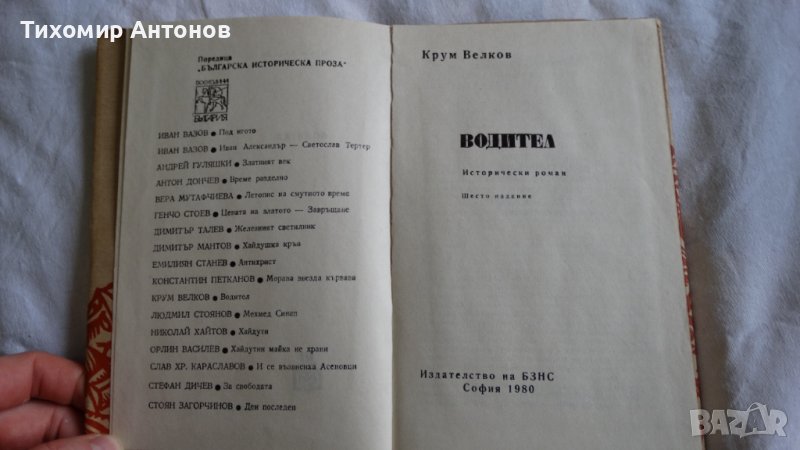 Тихомир Антонов
Поредица
„БЪЛГАРСКА ИСТОРИЧЕСКА ПРОЗА“
БЪЛГАРИЯ
ИВАН ВАЗОВ ● Под игото
ИВАН ВАЗОВ ● Иван Александър — Светослав Тертер
АНДРЕЙ ГУЛЯШКИ ● Златният век
АНТОН ДОНЧЕВ ● Време разделно
ВЕРА МУТАФЧИЕВА ● Летопис на смутното време
ГЕНЧО СТОЕВ ● Цената на златото — Завръщане
ДИМИТЪР ТАЛЕВ ● Железният светилник
ДИМИТЪР МАНТОВ ● Хайдушка кръв
ЕМИЛИЯН СТАНЕВ ● Антихрист
КОНСТАНТИН ПЕТКАНОВ ● Морава звезда кървава
КРУМ ВЕЛКОВ ● Водител
ЛЮДМИЛ СТОЯНОВ ● Мехмед Синап
НИКОЛАЙ ХАЙТОВ ● Хайдути
ОРЛИН ВАСИЛЕВ ● Хайдутин майка не храни
СЛАВ ХР. КАРАСЛАВОВ ● И се възвисиха Асеновци
СТЕФАН ДИЧЕВ ● За свободата
СТОЯН ЗАГОРЧИНОВ ● Ден последен
Крум Велков
ВОДИТЕЛ
Исторически роман
Шесто издание
Издателство на БЗНС
София 1980
BAZAR